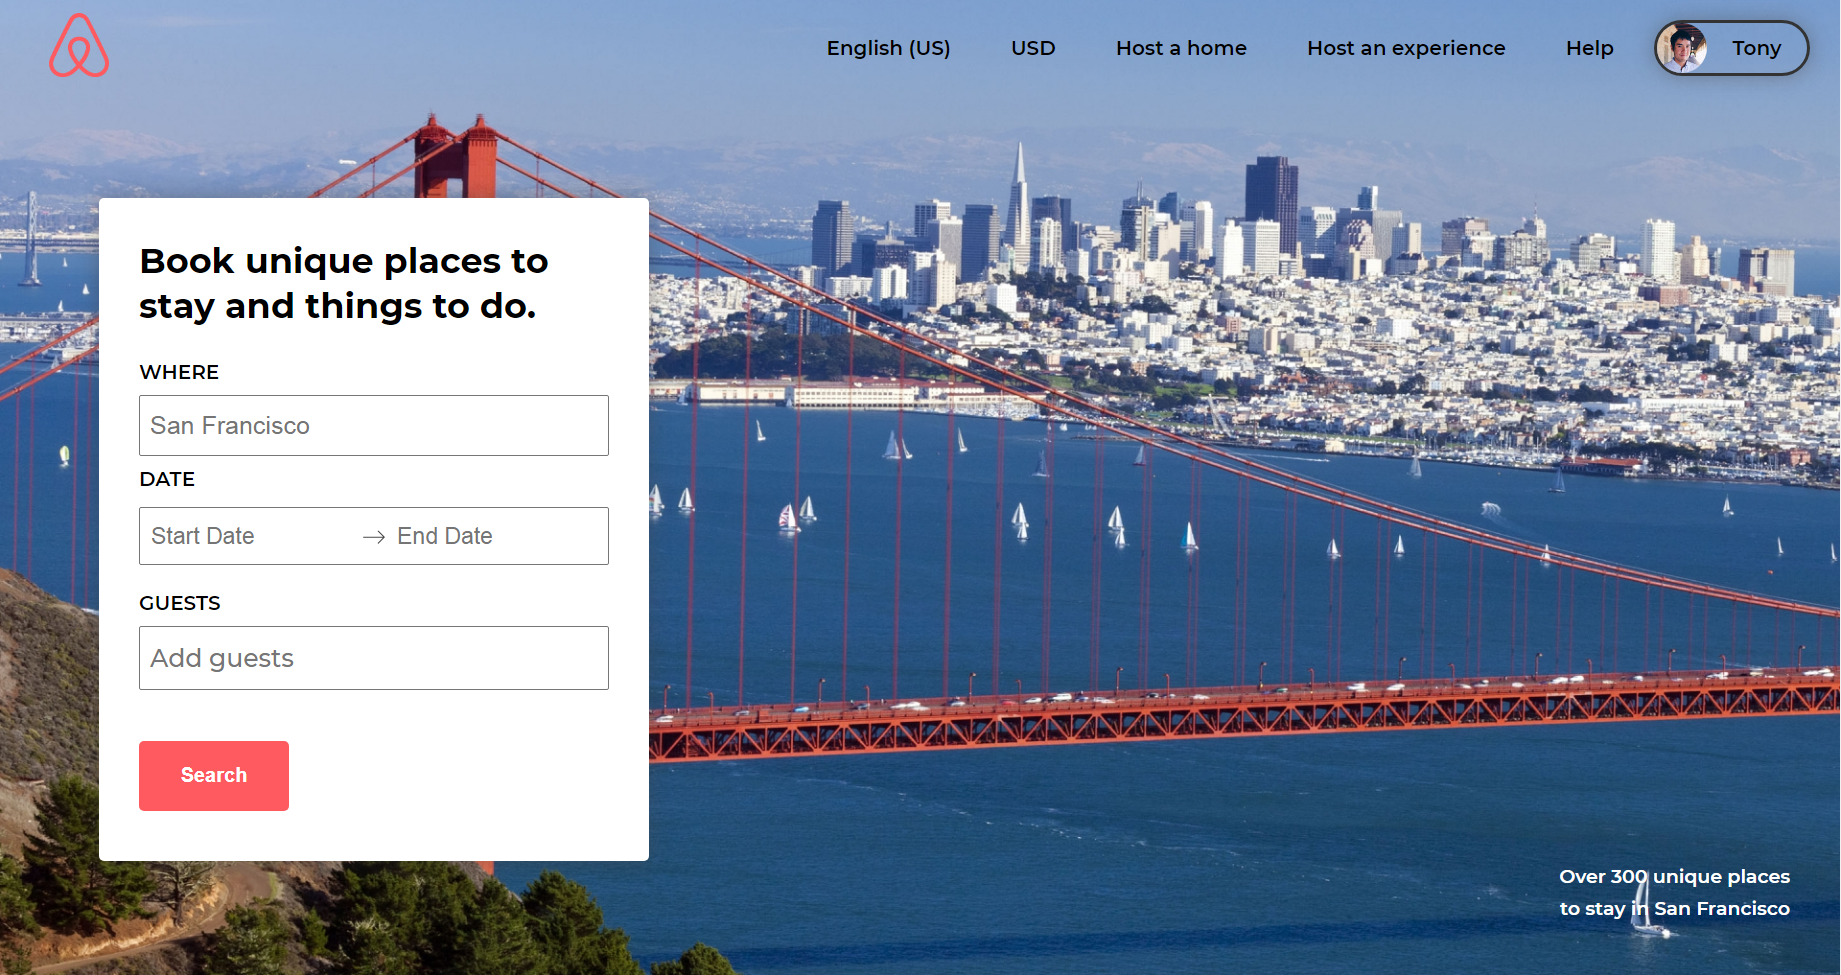 English (US)
USD
Host a home
Host an experience
Help
Tony
Book unique places to
stay and things to do.
WHERE
San Francisco
DATE
Start Date
End Date
GUESTS
Add guests
Search
Over 300 unique places
to stay in San Francisco